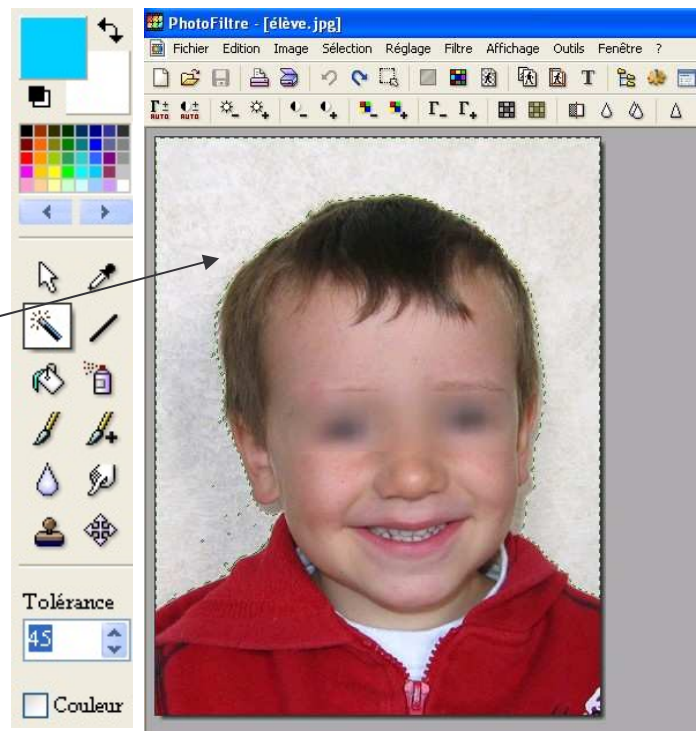 PhotoFiltre - [élève.jpg]
Fichier Edition Image Sélection Réglage Filtre Affichage Outils Fenêtre ?
T
AUTO AUTO
Tolérance
45
Couleur